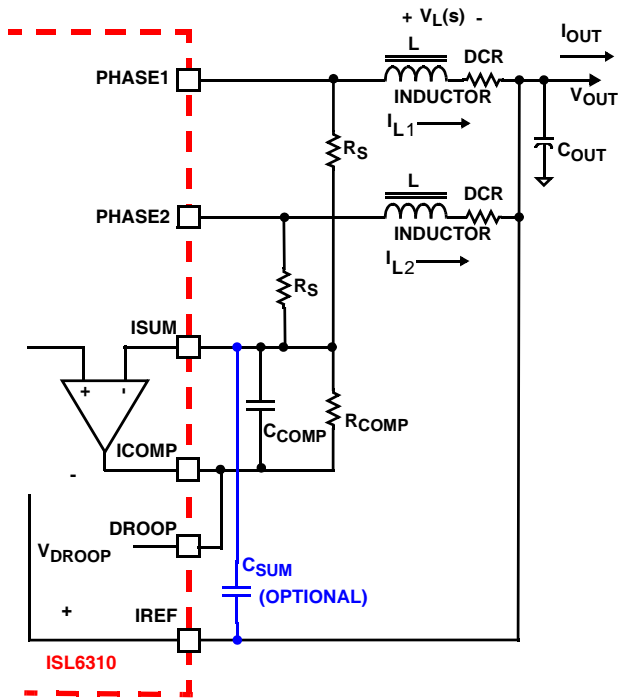 + VL(s) -
L
DCR
IOUT
PHASE1
INDUCTOR
VOUT
IL1
COUT
RS
L
DCR
PHASE2
INDUCTOR
IL2
RS
ISUM
+ -
CCOMP
RCOMP
ICOMP
-
DROOP
VDROOP
CSUM
(OPTIONAL)
+
IREF
ISL6310